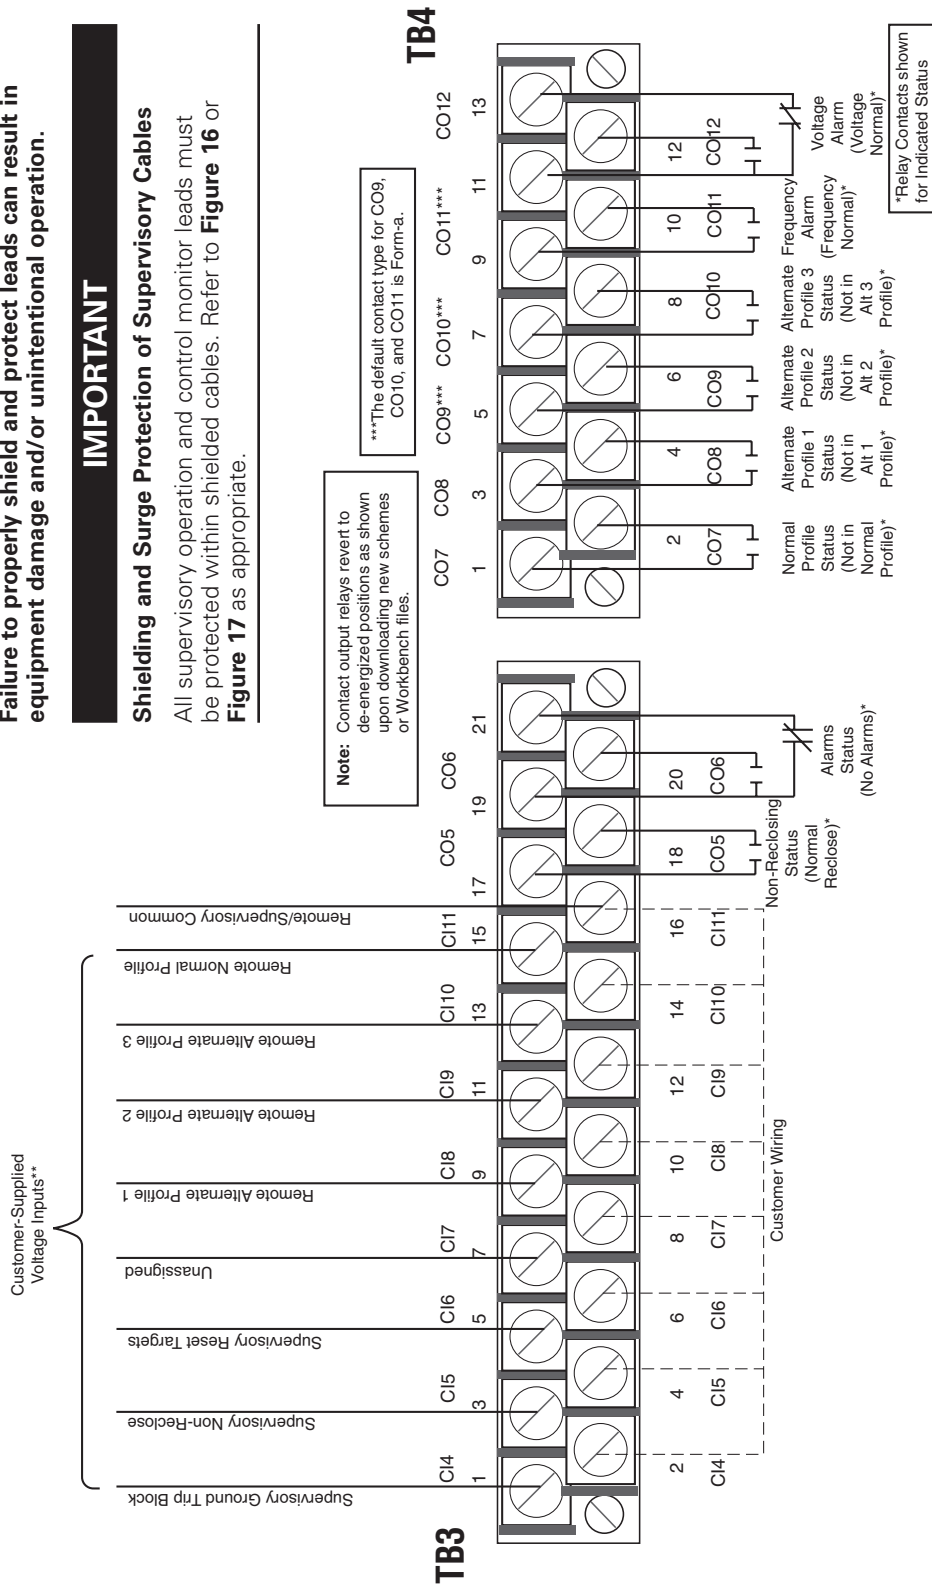 Failure to properly shield and protect leads can result in
equipment damage and/or unintentional operation.
IMPORTANT
Shielding and Surge Protection of Supervisory Cables
All supervisory operation and control monitor leads must
be protected within shielded cables. Refer to Figure 16 or
Figure 17 as appropriate.
Customer-Supplied
Voltage Inputs**
Supervisory Ground Trip Block
Supervisory Non-Reclose
Supervisory Reset Targets
Unassigned
Remote Alternate Profile 1
Remote Alternate Profile 2
Remote Alternate Profile 3
Remote Normal Profile
Remote/Supervisory Common
Note: Contact output relays revert to
de-energized positions as shown
upon downloading new schemes
or Workbench files.
***The default contact type for CO9,
CO10, and CO11 is Form-a.
TB3
CI4 CI5 CI6 CI7 CI8 CI9 CI10 CI11 CO5 CO6
1 3 5 7 9 11 13 15 17 19 21
2 4 6 8 10 12 14 16 18 20
CI4 CI5 CI6 CI7 CI8 CI9 CI10 CI11 CO5 CO6
Customer Wiring
Non-Reclosing
Status
(Normal
Reclose)*
Alarms
Status
(No Alarms)*
TB4
CO7 CO8 CO9*** CO10*** CO11*** CO12
1 3 5 7 9 11 13
2 4 6 8 10 12
CO7 CO8 CO9 CO10 CO11 CO12
Normal
Profile
Status
(Not in
Normal
Profile)*
Alternate
Profile 1
Status
(Not in
Alt 1
Profile)*
Alternate
Profile 2
Status
(Not in
Alt 2
Profile)*
Alternate
Profile 3
Status
(Not in
Alt 3
Profile)*
Frequency
Alarm
(Frequency
Normal)*
Voltage
Alarm
(Voltage
Normal)*
*Relay Contacts shown
for Indicated Status